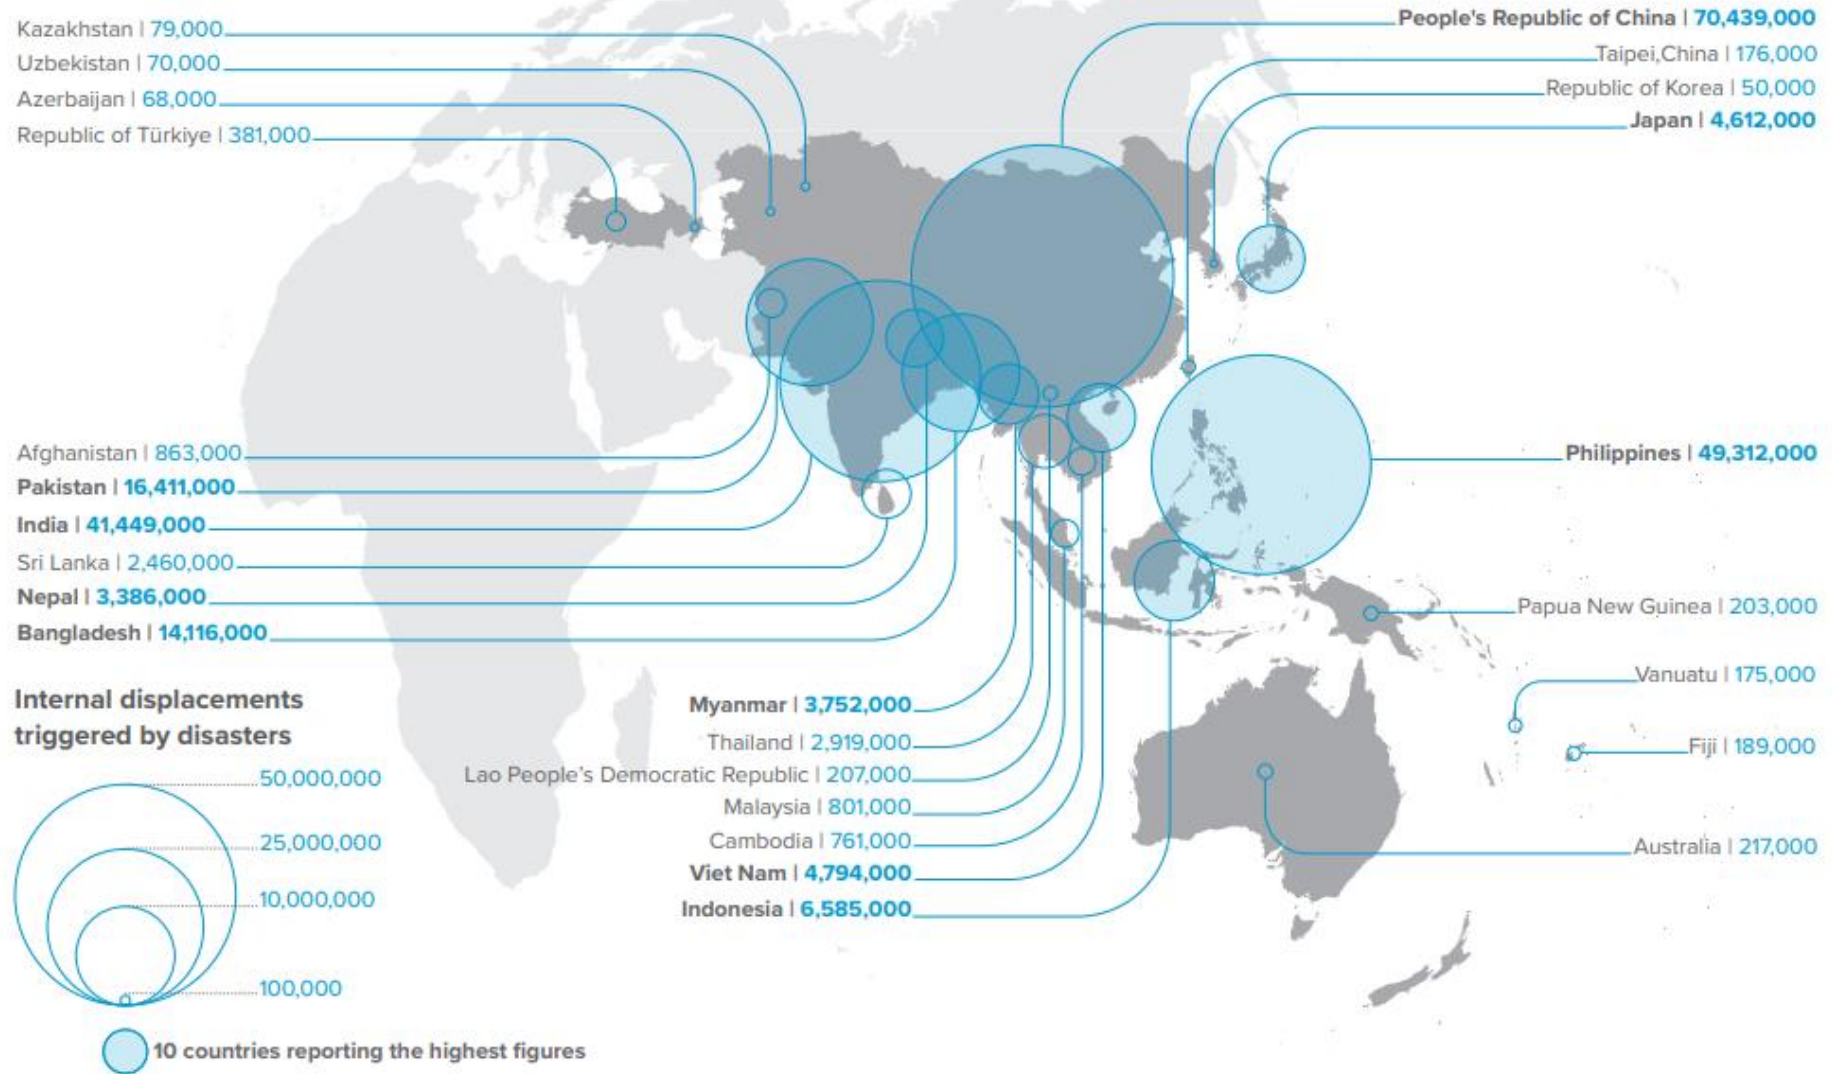 Kazakhstan | 79,000
Uzbekistan | 70,000
Azerbaijan | 68,000
Republic of Türkiye | 381,000
People's Republic of China | 70,439,000
Taipei,China | 176,000
Republic of Korea | 50,000
Japan | 4,612,000
Afghanistan | 863,000
Pakistan | 16,411,000
India | 41,449,000
Sri Lanka | 2,460,000
Nepal | 3,386,000
Bangladesh | 14,116,000
Philippines | 49,312,000
Papua New Guinea | 203,000
Vanuatu | 175,000
Fiji | 189,000
Australia | 217,000
Myanmar | 3,752,000
Thailand | 2,919,000
Lao People’s Democratic Republic | 207,000
Malaysia | 801,000
Cambodia | 761,000
Viet Nam | 4,794,000
Indonesia | 6,585,000
Internal displacements
triggered by disasters
50,000,000
25,000,000
10,000,000
100,000
10 countries reporting the highest figures